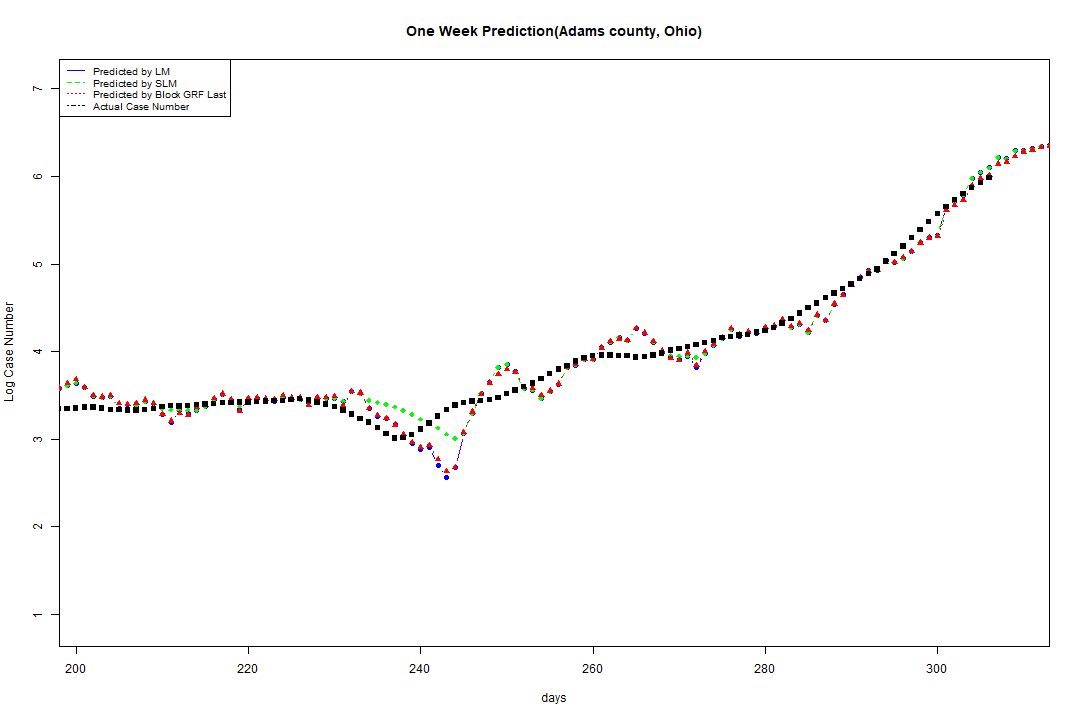 One Week Prediction(Adams county, Ohio)
Predicted by LM
Predicted by SLM
Predicted by Block GRF Last
Actual Case Number
7
6
5
4
3
2
1
Log Case Number
200 220 240 260 280 300
days